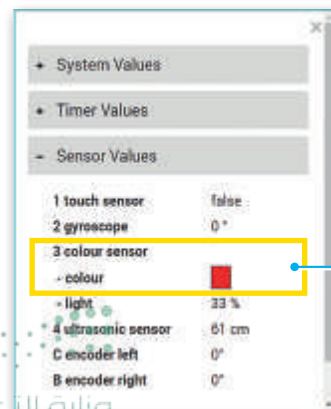 + System Values
+ Timer Values
- Sensor Values
1 touch sensor false
2 gyroscope 0°
3 colour sensor
- colour
- light 33 %
4 ultrasonic sensor 61 cm
C encoder left 0°
B encoder right 0°
وزارة